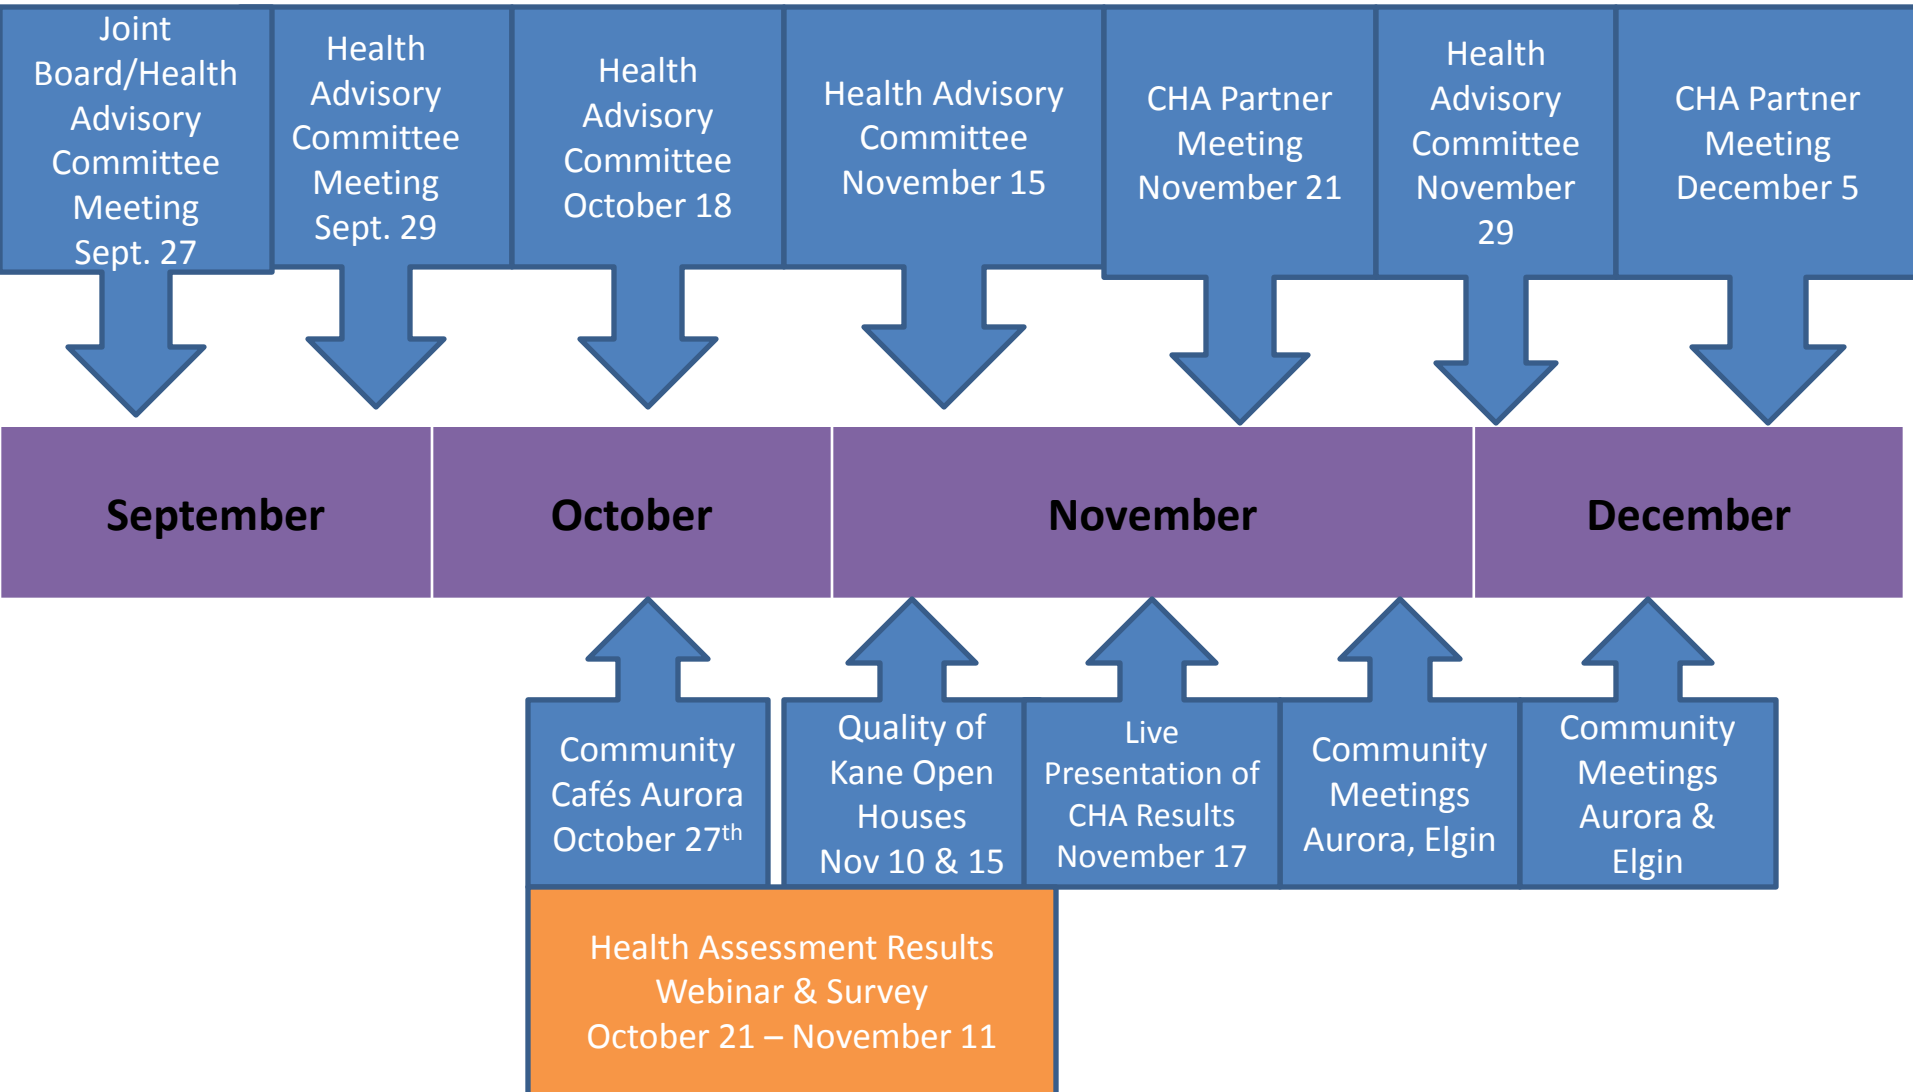 Joint
Board/Health
Advisory
Committee
Meeting
Sept. 27
Health
Advisory
Committee
Meeting
Sept. 29
Health
Advisory
Committee
October 18
Health Advisory
Committee
November 15
CHA Partner
Meeting
November 21
Health
Advisory
Committee
November
29
CHA Partner
Meeting
December 5
September
October
November
December
Community
Cafés Aurora
October 27th
Quality of
Kane Open
Houses
Nov 10 & 15
Live
Presentation of
CHA Results
November 17
Community
Meetings
Aurora, Elgin
Community
Meetings
Aurora &
Elgin
Health Assessment Results
Webinar & Survey
October 21 – November 11